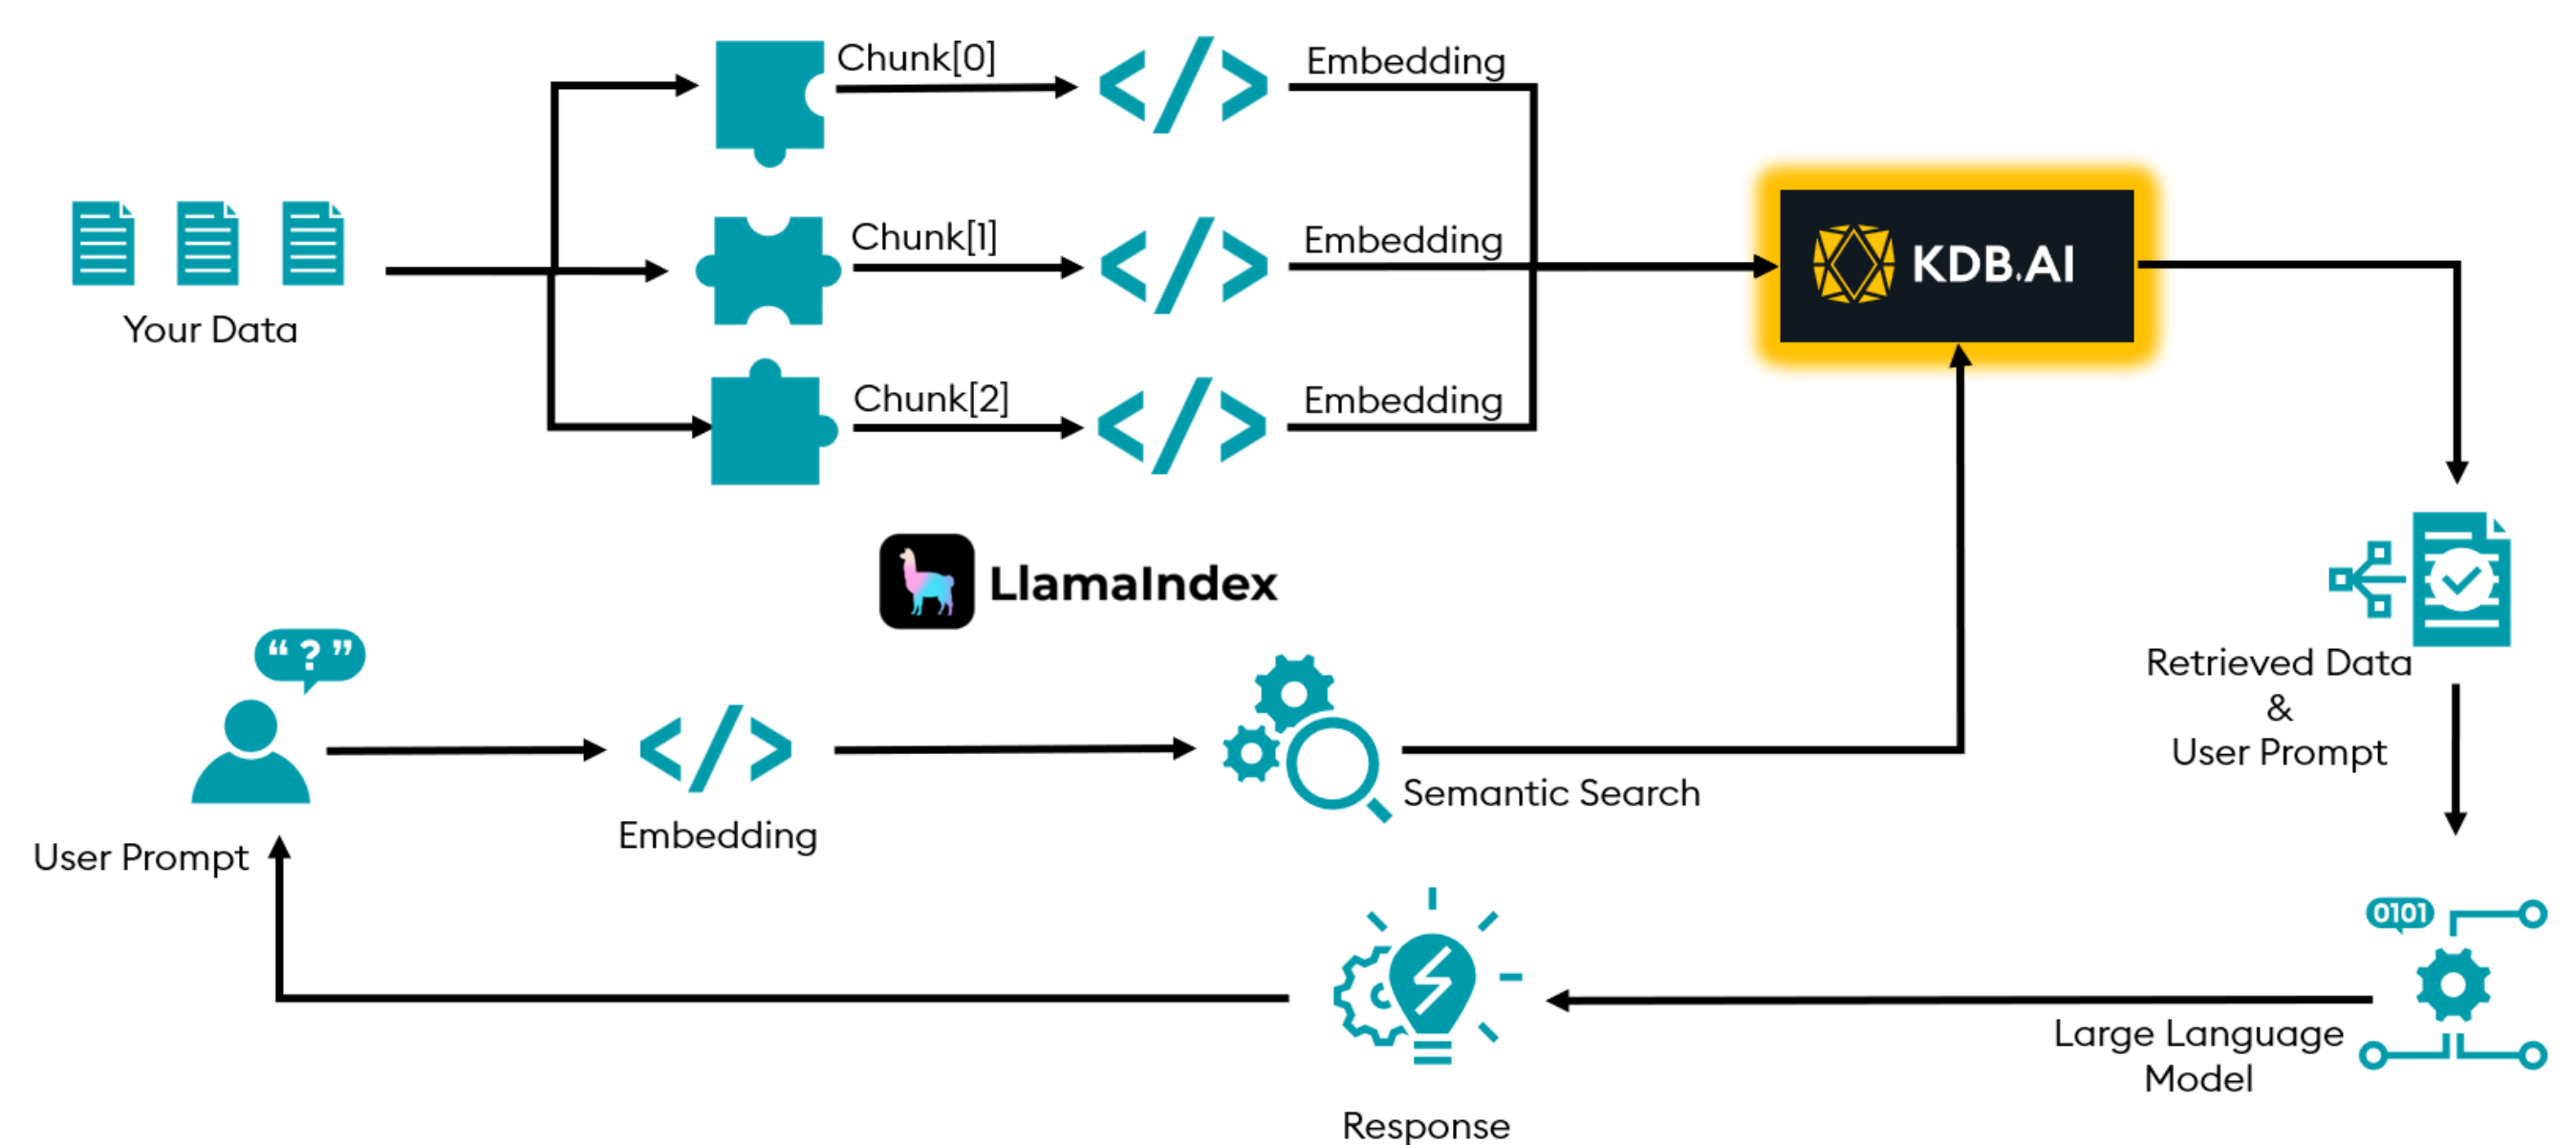 Chunk[0]
Embedding
Chunk[1]
Embedding
KDB.AI
Your Data
Chunk[2]
Embedding
LlamaIndex
“ ? ”
Retrieved Data
&
User Prompt
Semantic Search
Embedding
User Prompt
0101
Large Language
Model
Response